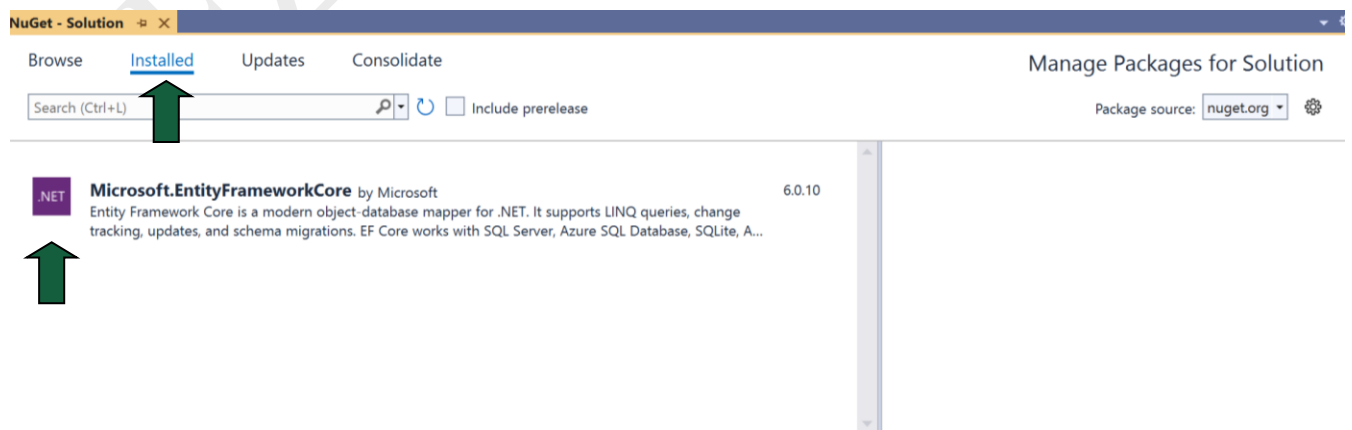 NuGet - Solution
Browse Installed Updates Consolidate
Manage Packages for Solution
Search (Ctrl+L)
Include prerelease
Package source: nuget.org
.NET
Microsoft.EntityFrameworkCore by Microsoft
6.0.10
Entity Framework Core is a modern object-database mapper for .NET. It supports LINQ queries, change
tracking, updates, and schema migrations. EF Core works with SQL Server, Azure SQL Database, SQLite, A...